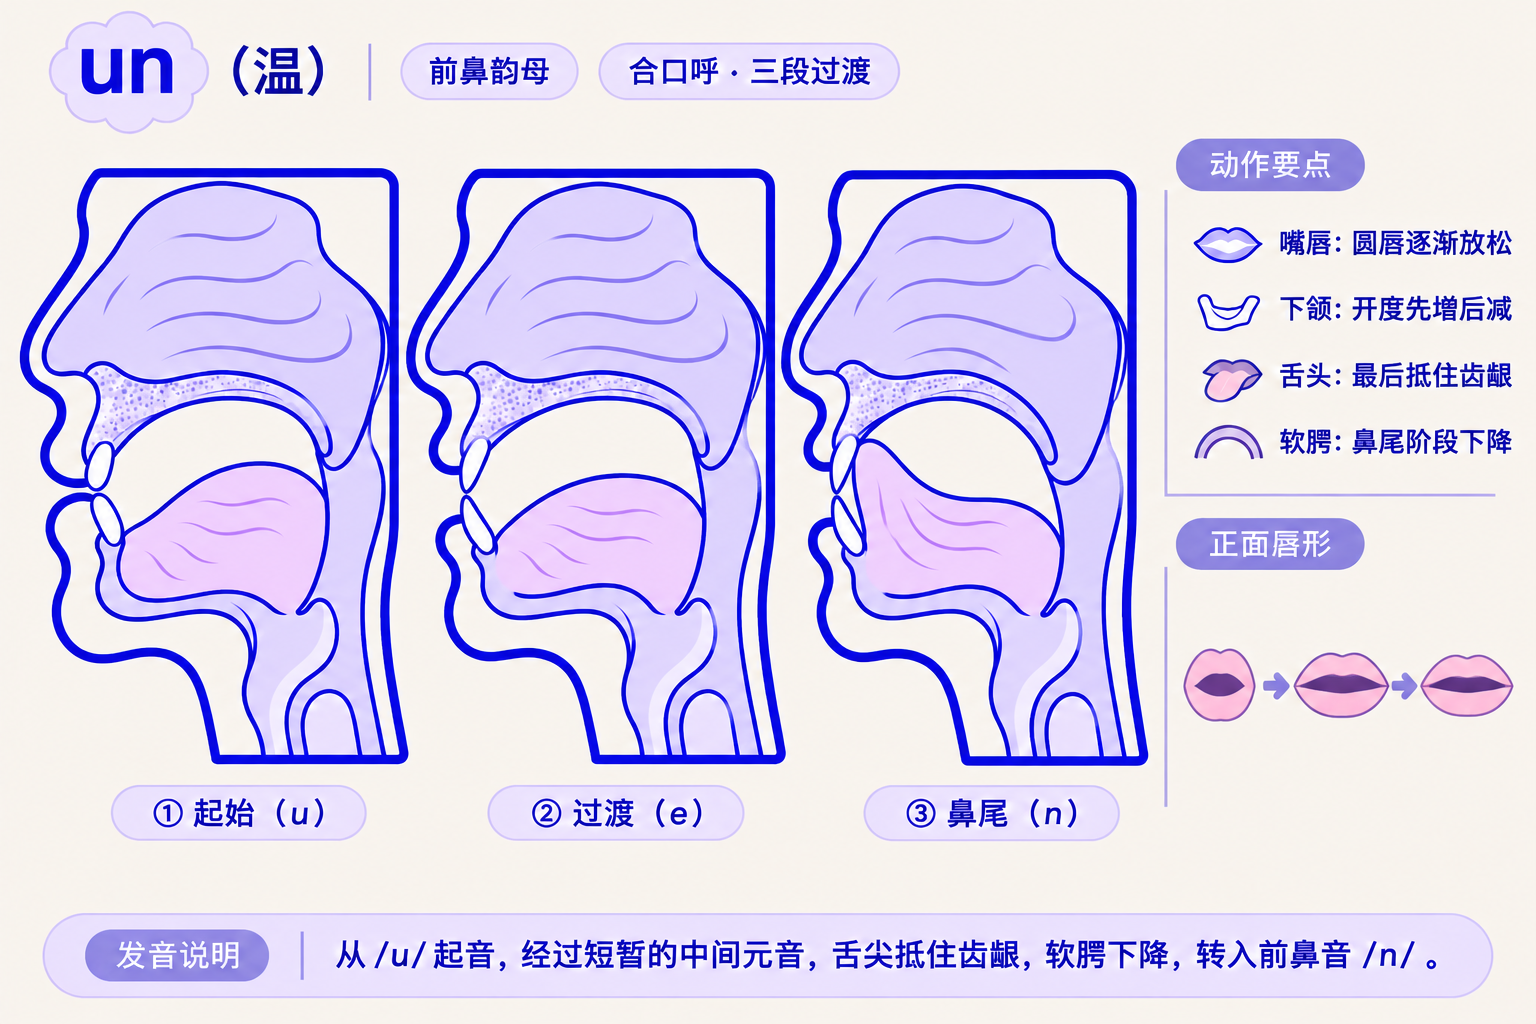 un（温）
前鼻韵母
合口呼·三段过渡
动作要点
嘴唇：圆唇逐渐放松
下颌：开度先增后减
舌头：最后抵住齿龈
软腭：鼻尾阶段下降
正面唇形
① 起始（u）
② 过渡（e）
③ 鼻尾（n）
发音说明
从 /u/ 起音，经过短暂的中间元音，舌尖抵住齿龈，软腭下降，转入前鼻音 /n/ 。